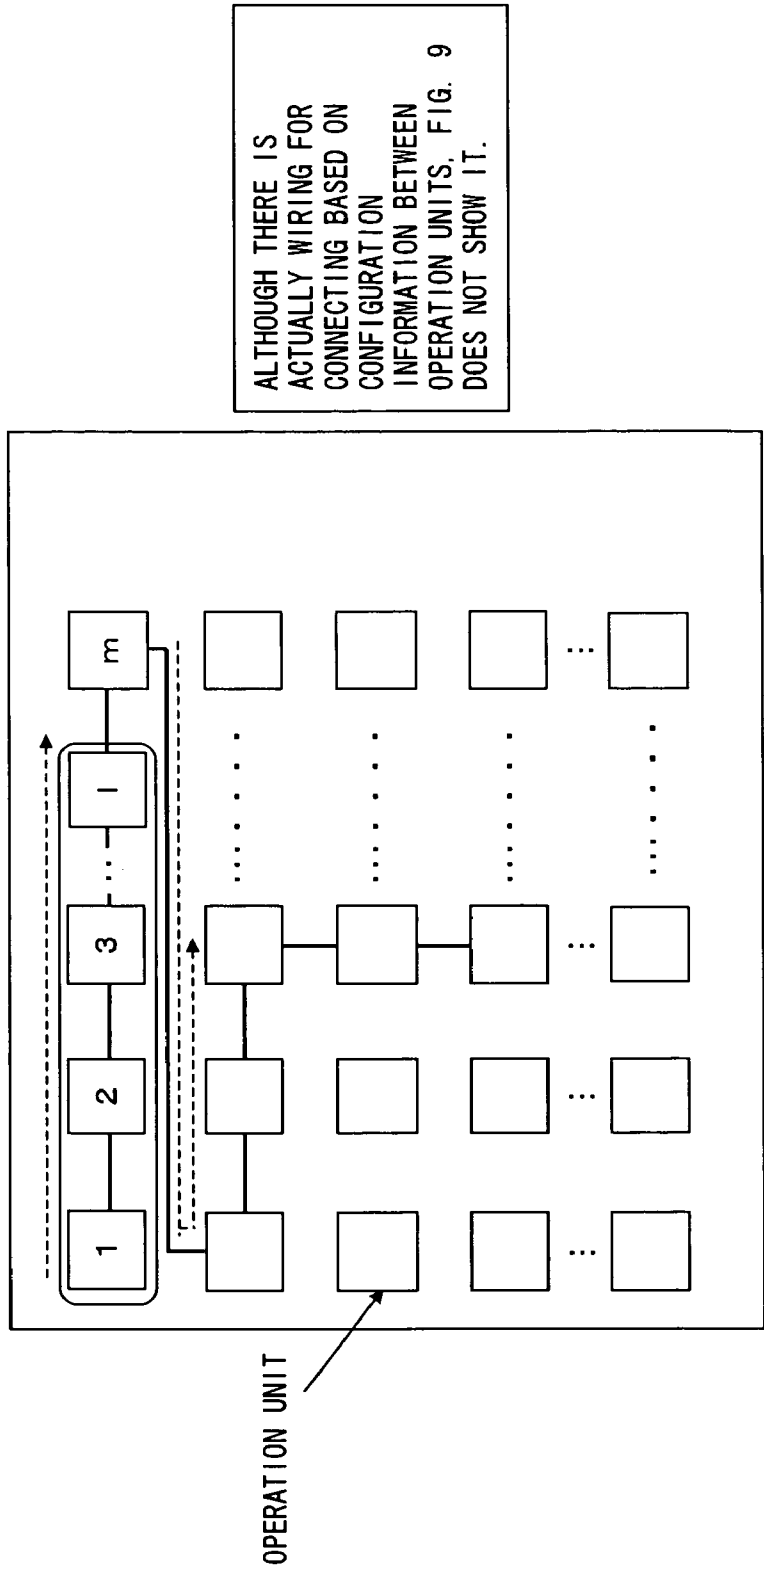 1
2
3
...
l
m
OPERATION UNIT
ALTHOUGH THERE IS
ACTUALLY WIRING FOR
CONNECTING BASED ON
CONFIGURATION
INFORMATION BETWEEN
OPERATION UNITS, FIG. 9
DOES NOT SHOW IT.